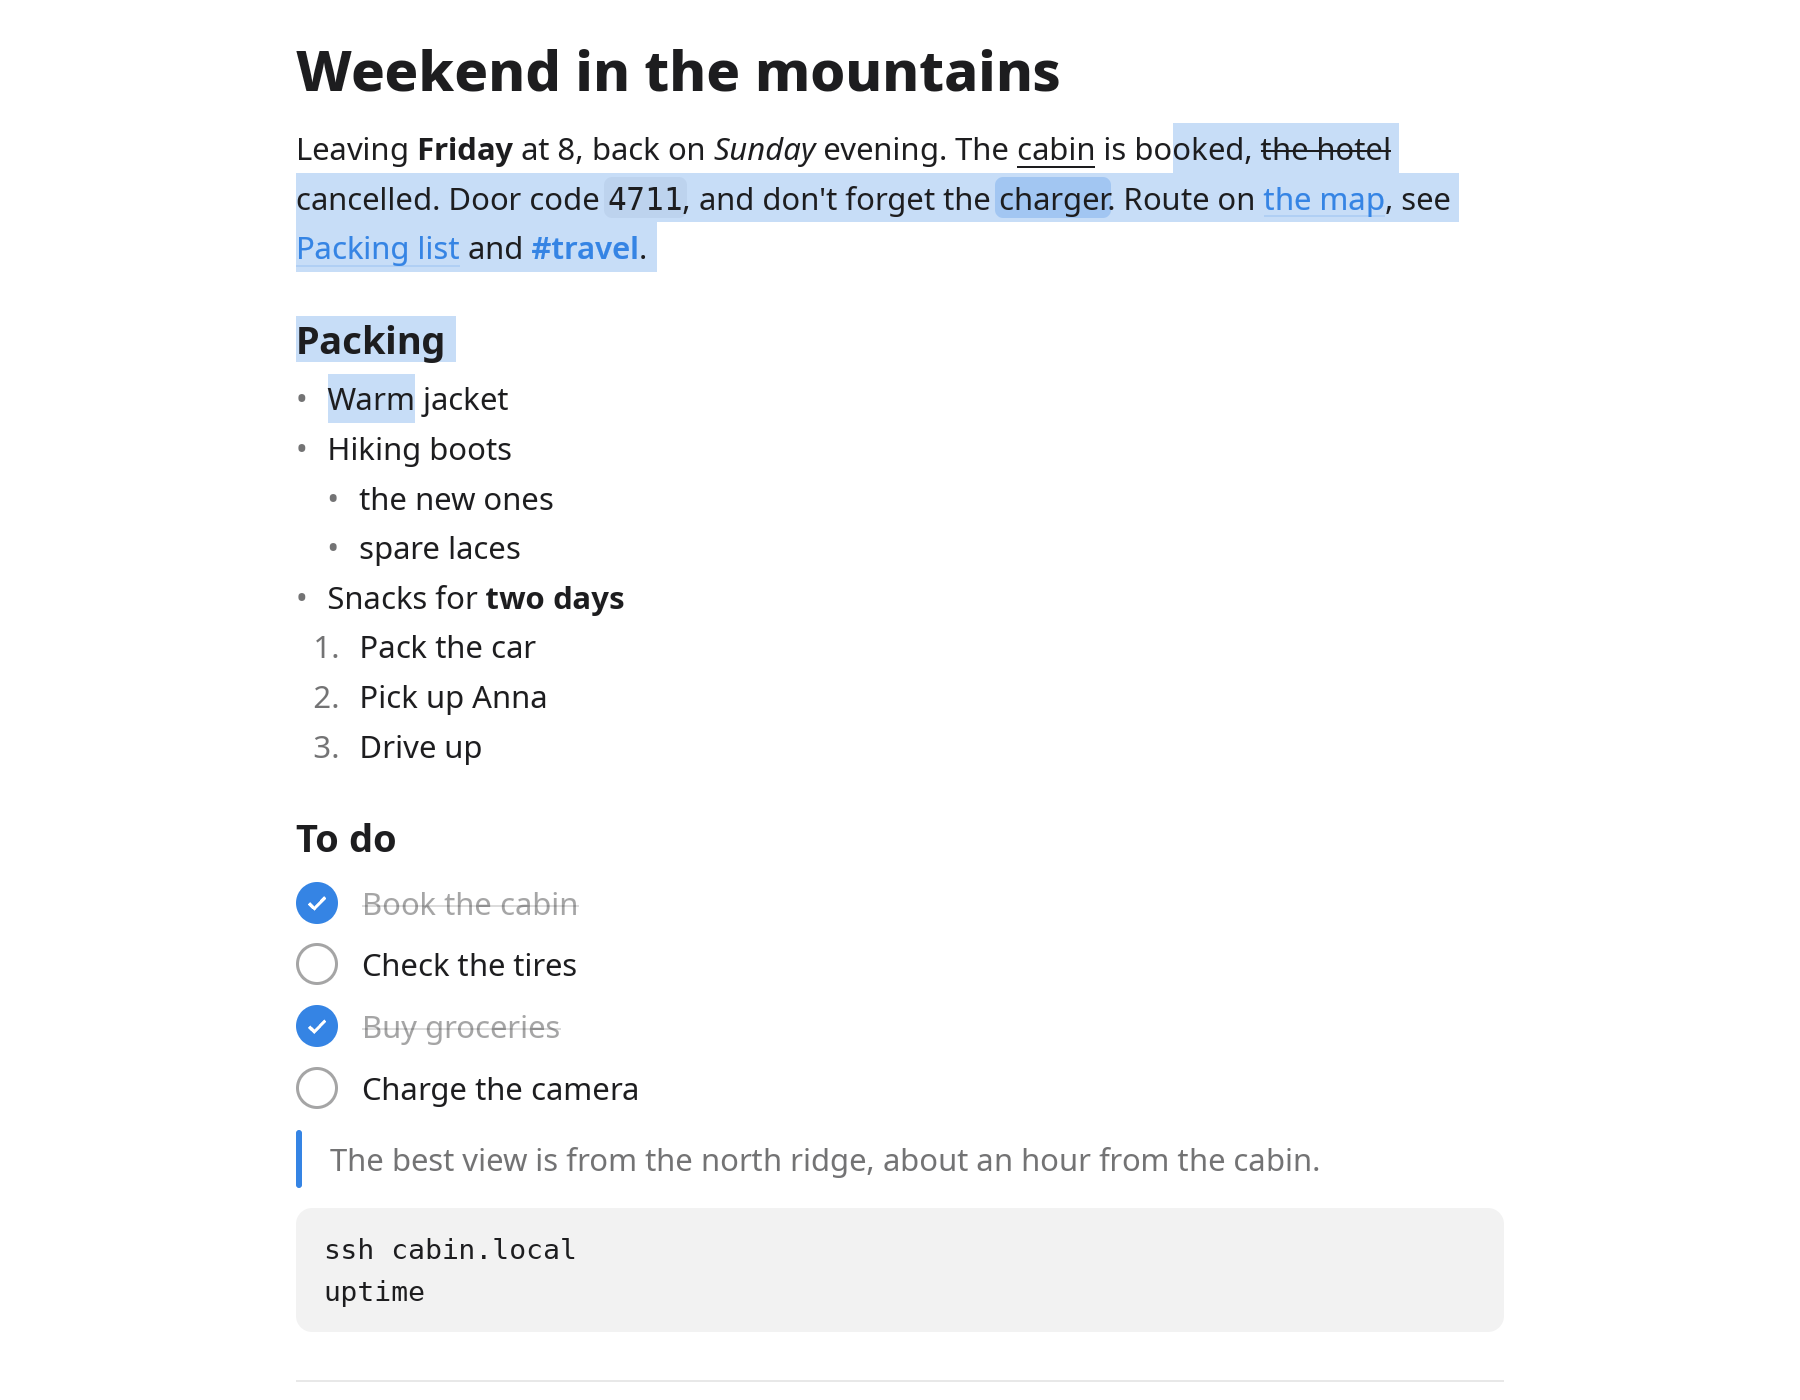 Weekend in the mountains
Leaving Friday at 8, back on Sunday evening. The cabin is booked, the hotel
cancelled. Door code 4711, and don't forget the charger. Route on the map, see
Packing list and #travel.
Packing
• Warm jacket
• Hiking boots
• the new ones
• spare laces
• Snacks for two days
1. Pack the car
2. Pick up Anna
3. Drive up
To do
Book the cabin
Check the tires
Buy groceries
Charge the camera
The best view is from the north ridge, about an hour from the cabin.
ssh cabin.local
uptime